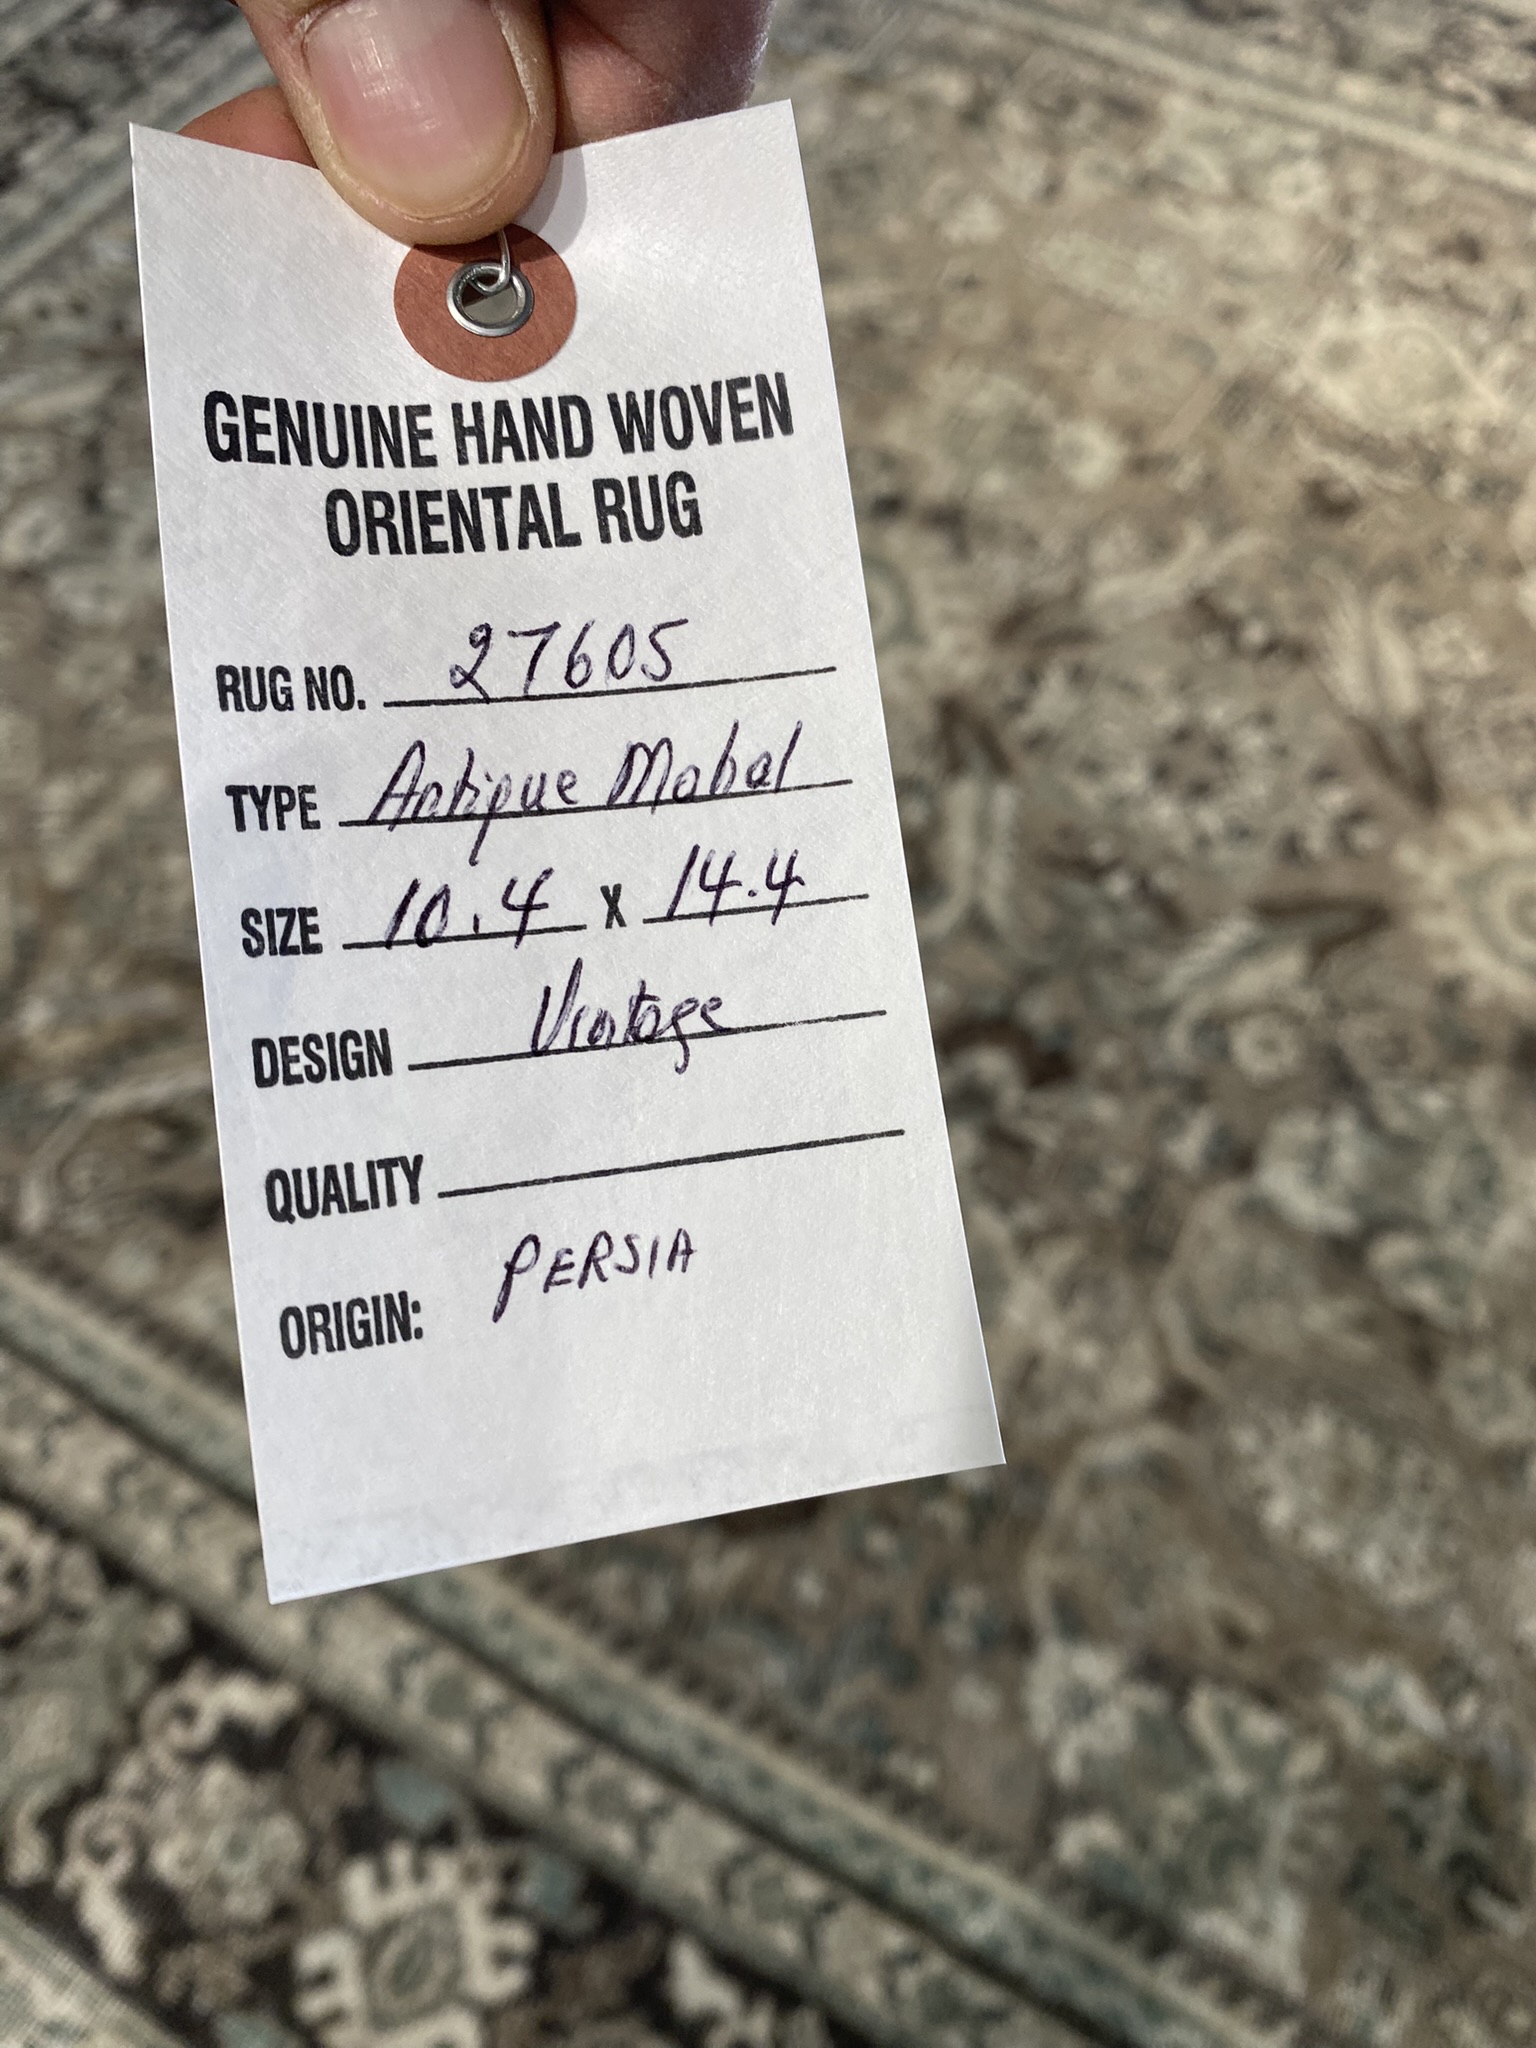 GENUINE HAND WOVEN
ORIENTAL RUG
RUG NO. 27605
TYPE Antique Mahal
SIZE 10.4 X 14.4
DESIGN Vintage
QUALITY
ORIGIN: PERSIA